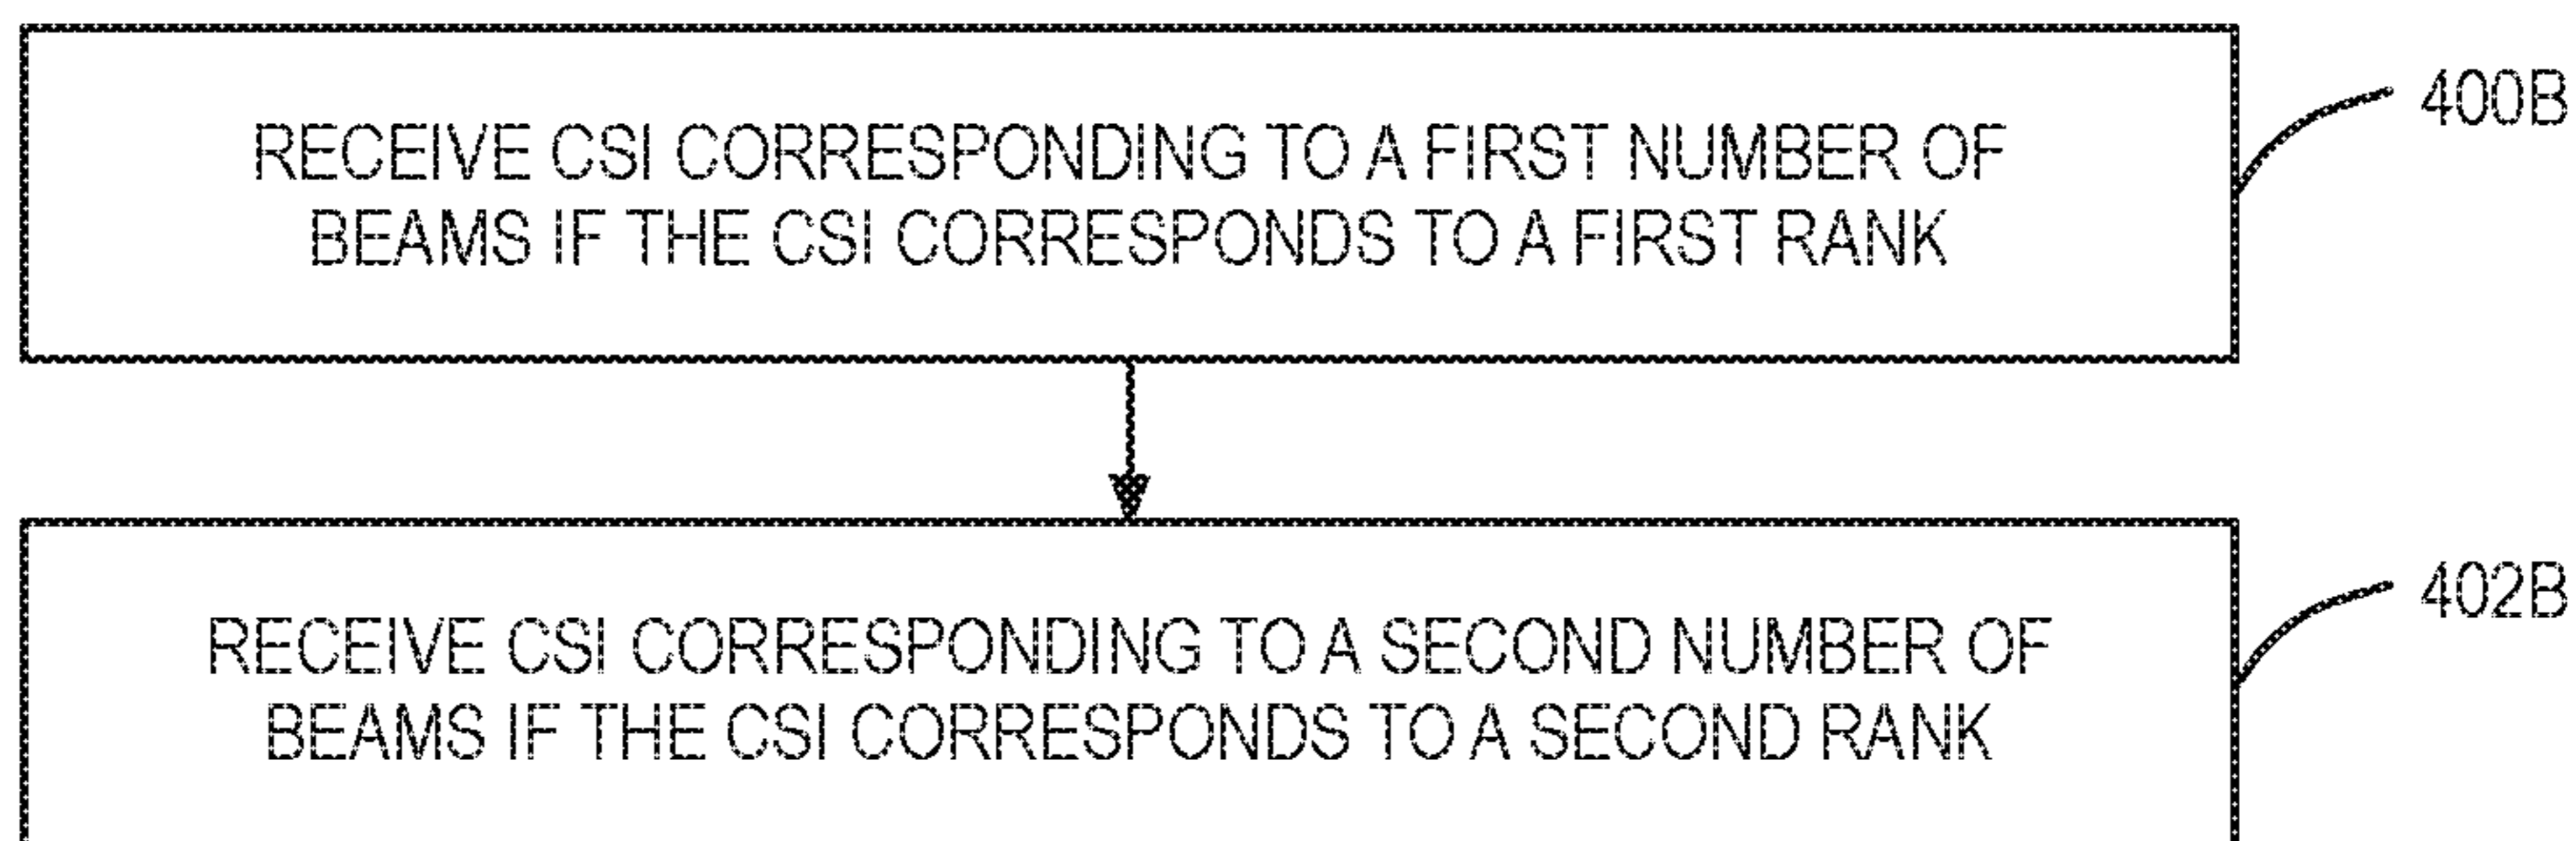 RECEIVE CSI CORRESPONDING TO A FIRST NUMBER OF
BEAMS IF THE CSI CORRESPONDS TO A FIRST RANK
400B
RECEIVE CSI CORRESPONDING TO A SECOND NUMBER OF
BEAMS IF THE CSI CORRESPONDS TO A SECOND RANK
402B